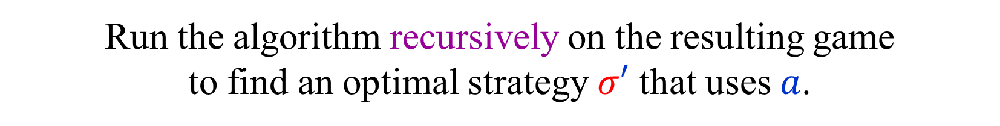 Run the algorithm recursively on the resulting game
to find an optimal strategy σ′ that uses a.